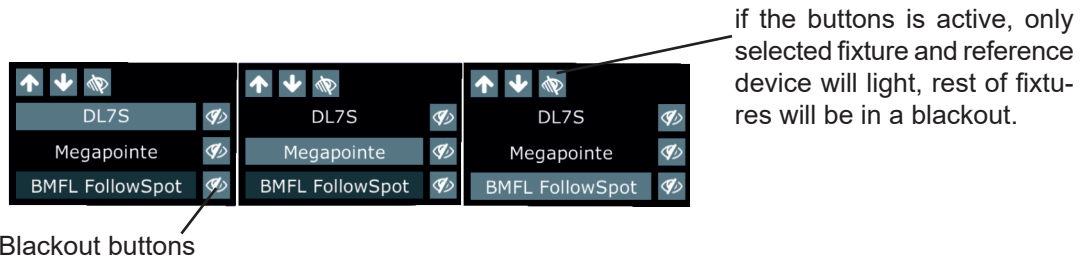 if the buttons is active, only
selected fixture and reference
device will light, rest of fixtu-
res will be in a blackout.
DL7S
Megapointe
BMFL FollowSpot
DL7S
Megapointe
BMFL FollowSpot
DL7S
Megapointe
BMFL FollowSpot
Blackout buttons